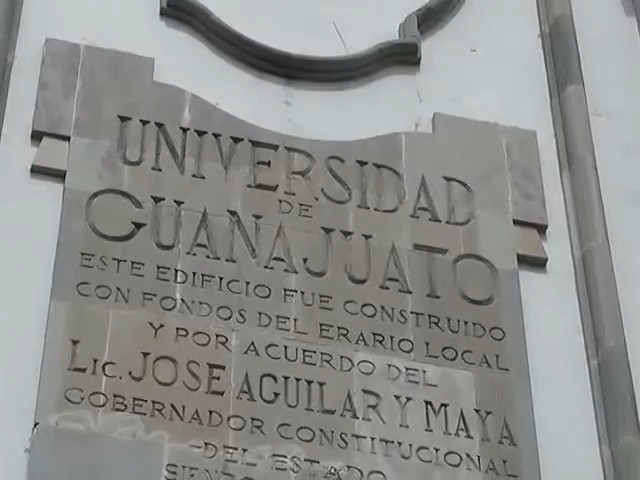 UNIVERSIDAD
DE
GUANAJUATO
ESTE EDIFICIO FUE CONSTRUIDO
CON FONDOS DEL ERARIO LOCAL
Y POR ACUERDO DEL
LIC. JOSE AGUILAR Y MAYA
GOBERNADOR CONSTITUCIONAL
-DEL ESTADO